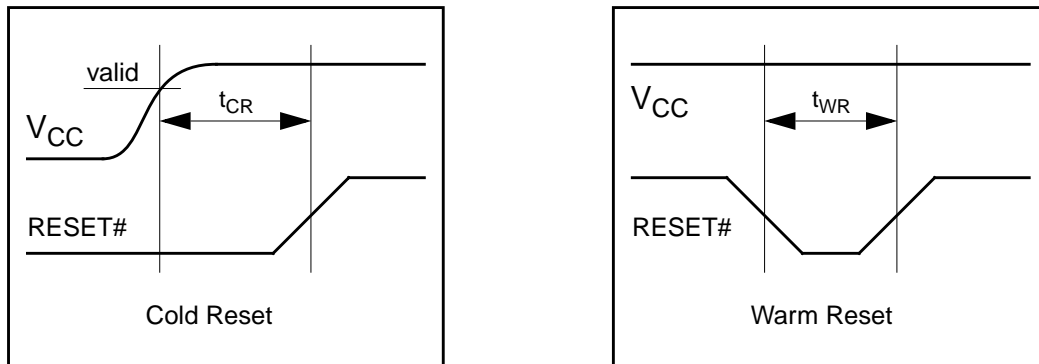 valid
tCR
VCC
RESET#
Cold Reset
VCC
tWR
RESET#
Warm Reset